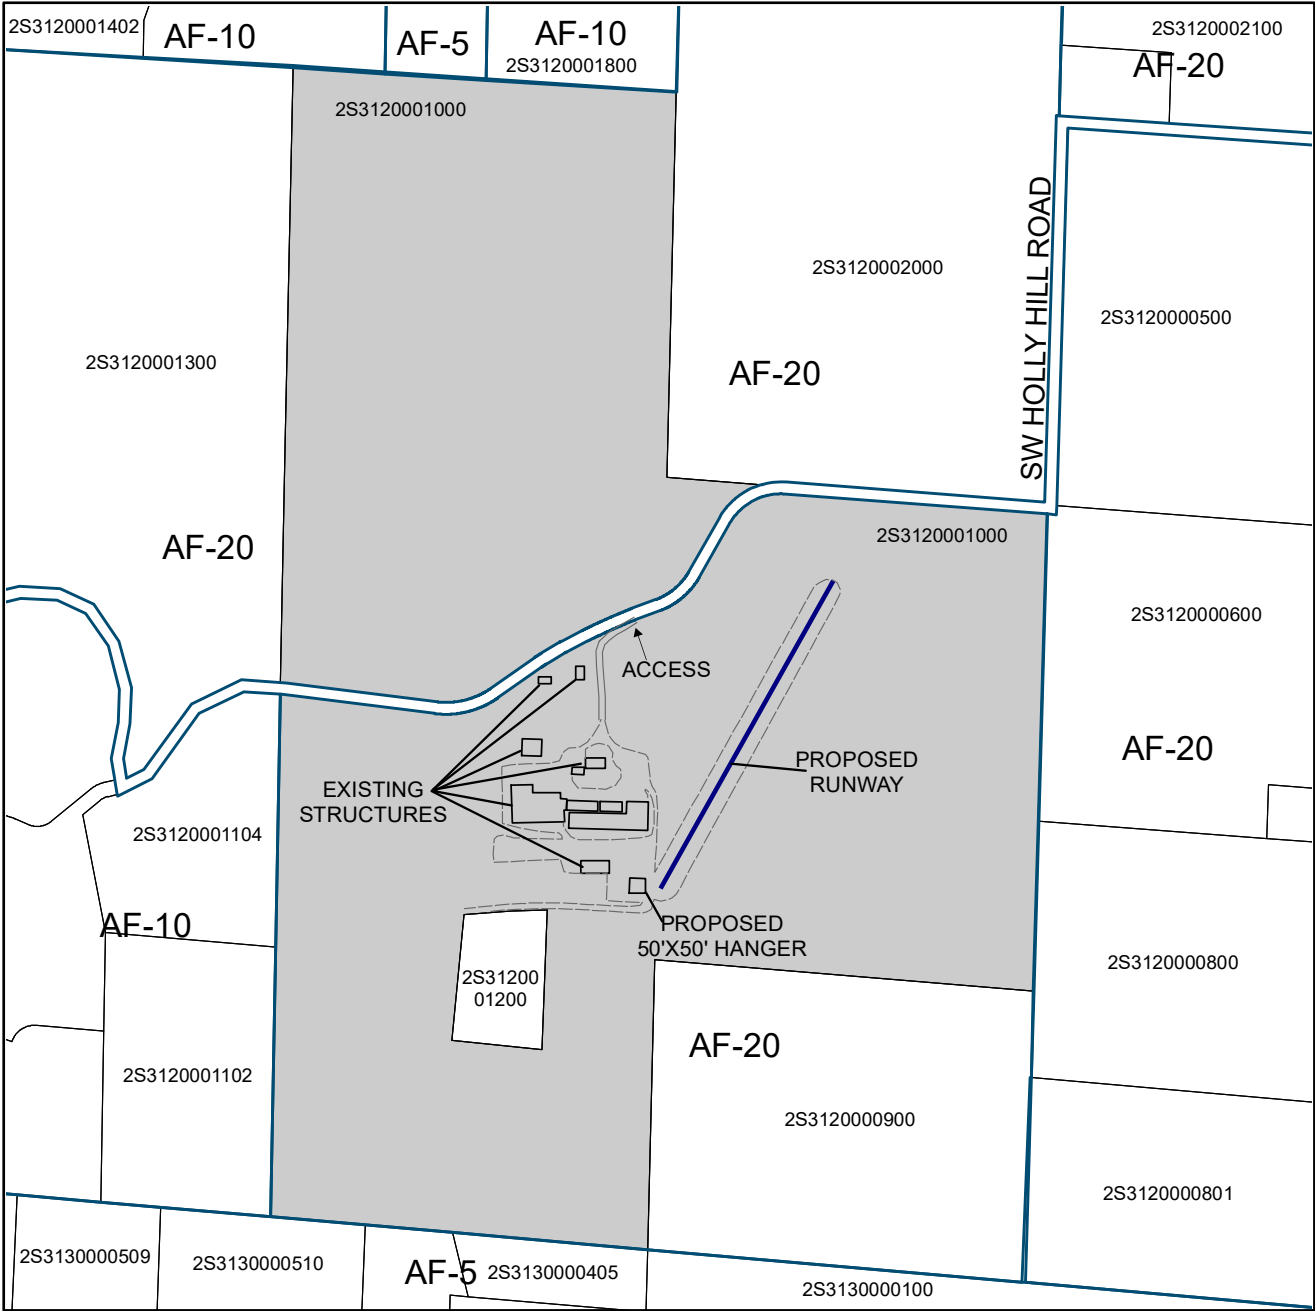 2S3120001402
AF-10
AF-5
AF-10
2S3120001800
2S3120002100
AF-20
2S3120001000
SW HOLLY HILL ROAD
2S3120002000
2S3120000500
2S3120001300
AF-20
AF-20
2S3120001000
2S3120000600
ACCESS
AF-20
PROPOSED
RUNWAY
EXISTING
STRUCTURES
2S3120001104
AF-10
PROPOSED
50'X50' HANGER
2S31200
01200
2S3120000800
AF-20
2S3120001102
2S3120000900
2S3120000801
2S3130000509
2S3130000510
AF-5
2S3130000405
2S3130000100